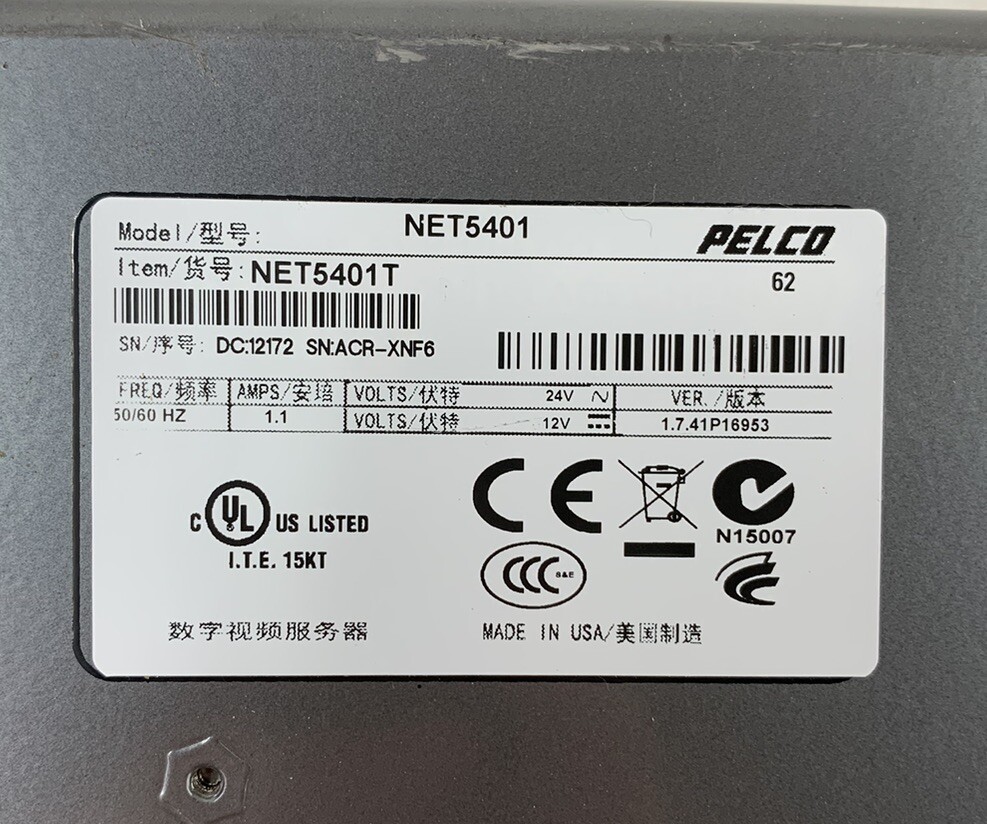 Model/型号: NET5401
PELCO
Item/货号: NET5401T
62
SN/序号: DC:12172 SN:ACR-XNF6
FREQ/频率 AMPS/安培 VOLTS/伏特 24V VER./版本
50/60 HZ 1.1 VOLTS/伏特 12V 1.7.41P16953
C UL US LISTED
I.T.E. 15KT
CE
N15007
CCC S&E
数字视频服务器
MADE IN USA/美国制造